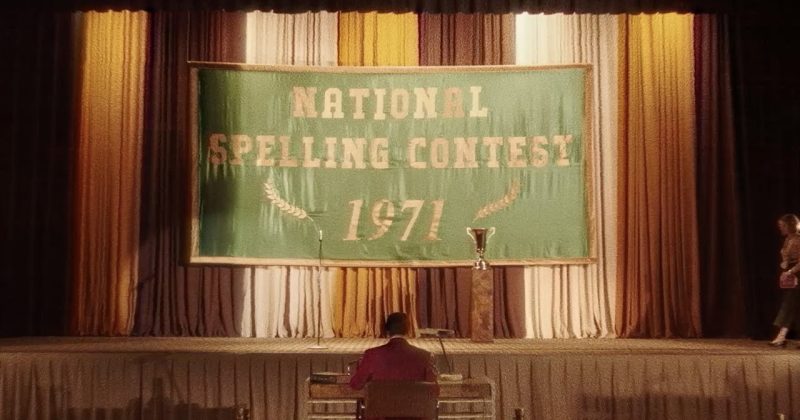 NATIONAL
SPELLING CONTEST
1971